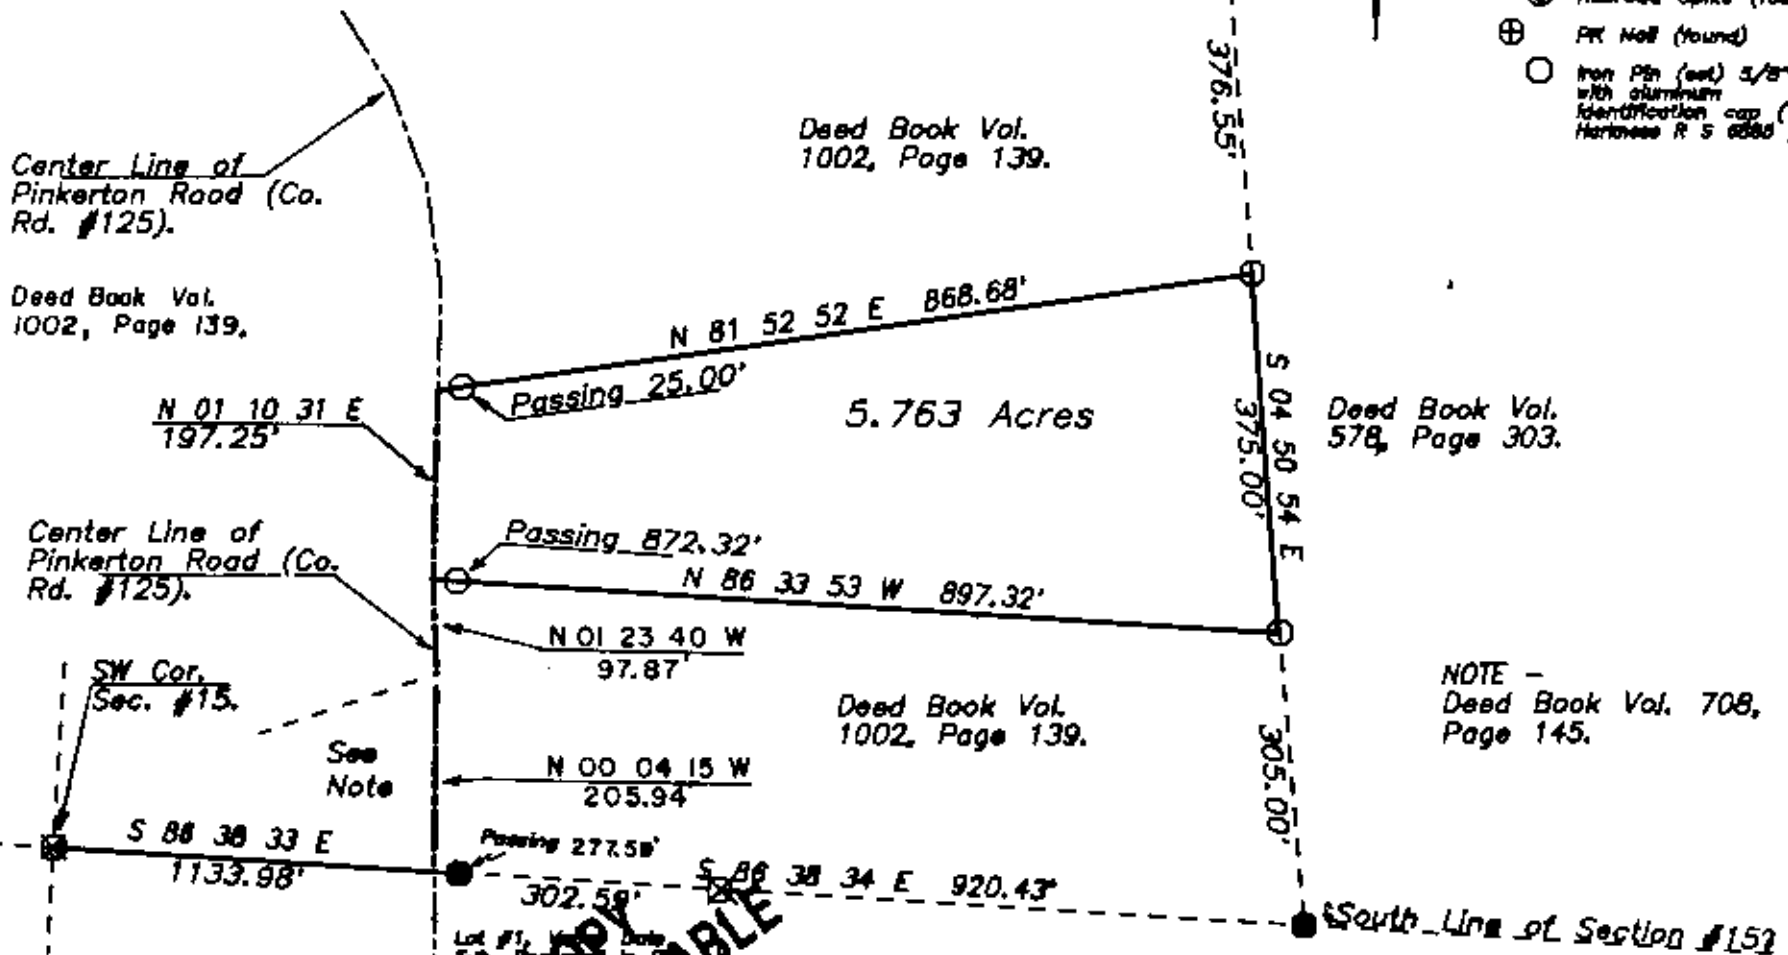 PK Nail (found)
Iron Pin (set) 5/8"
with aluminum
identification cap (
Harkness R S
376.55'
Deed Book Vol.
1002, Page 139.
Center Line of
Pinkerton Road (Co.
Rd. #125).
Deed Book Vol.
1002, Page 139.
N 81 52 52 E 868.68'
Passing 25.00'
N 01 10 31 E
197.25'
5.763 Acres
S 04 50 54 E
375.00'
Deed Book Vol.
578, Page 303.
Center Line of
Pinkerton Road (Co.
Rd. #125).
Passing 872.32'
N 86 33 53 W 897.32'
N 01 23 40 W
97.87'
SW Cor.
Sec. #15.
See
Note
Deed Book Vol.
1002, Page 139.
NOTE -
Deed Book Vol. 708,
Page 145.
N 00 04 15 W
205.94'
305.00'
S 86 38 33 E
1133.98'
Passing 277.59'
S 86 38 34 E 920.43'
302.59'
South Line of Section #15
Lot #1,